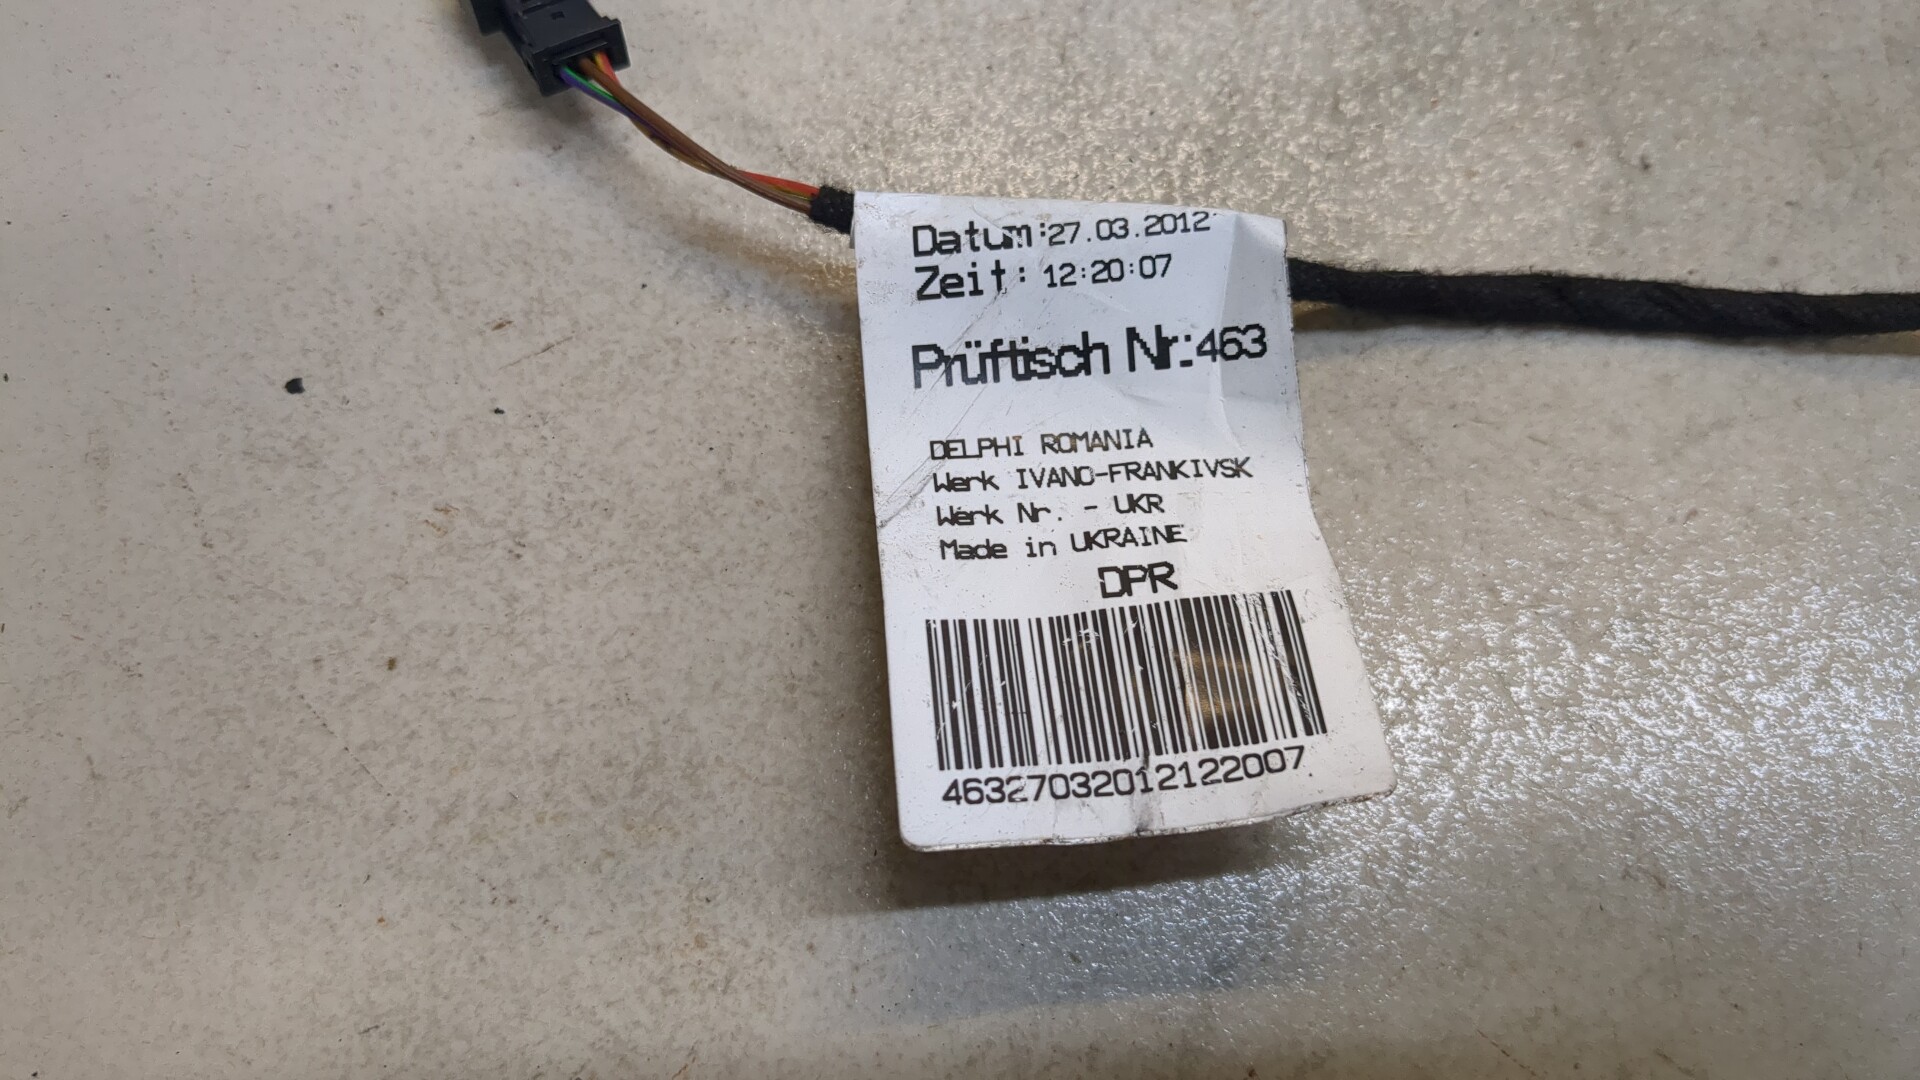 Datum:27.03.2012
Zeit: 12:20:07
Prüftisch Nr.:463
DELPHI ROMANIA
Werk IVANO-FRANKIVSK
Werk Nr. - UKR
Made in UKRAINE
DPR
46327032012122007